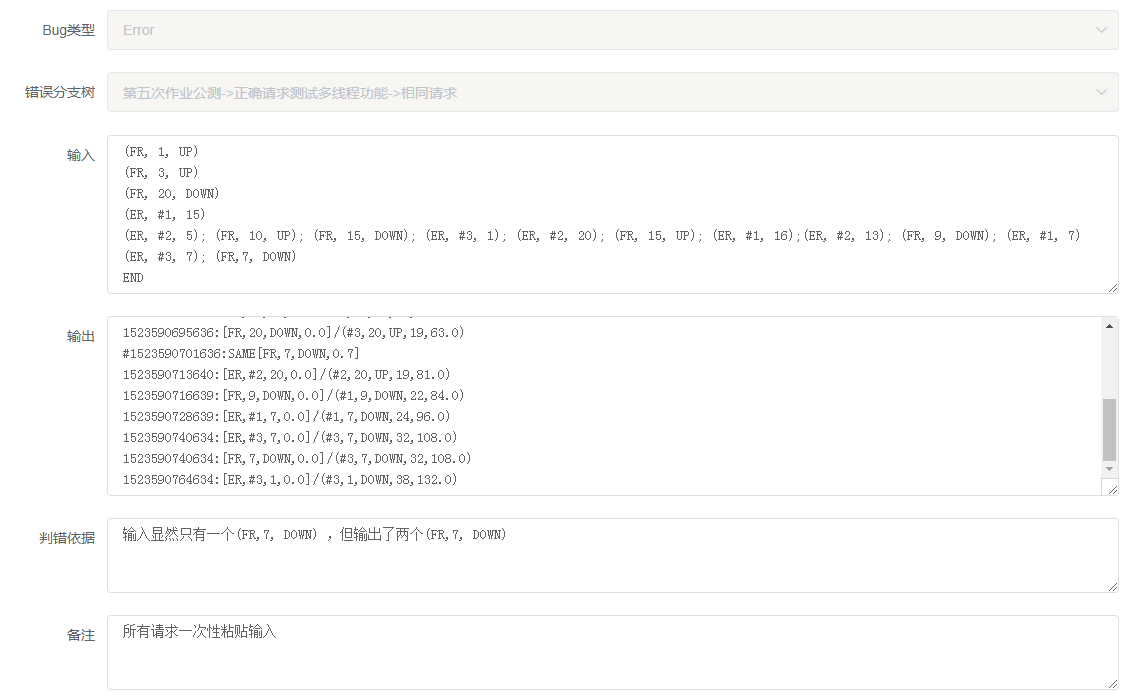 Bug类型
Error
错误分支树
第五次作业公测->正确请求测试多线程功能->相同请求
输入
(FR, 1, UP)
(FR, 3, UP)
(FR, 20, DOWN)
(ER, #1, 15)
(ER, #2, 5); (FR, 10, UP); (FR, 15, DOWN); (ER, #3, 1); (ER, #2, 20); (FR, 15, UP); (ER, #1, 16);(ER, #2, 13); (FR, 9, DOWN); (ER, #1, 7)
(ER, #3, 7); (FR,7, DOWN)
END
输出
1523590695636:[FR,20,DOWN,0.0]/(#3,20,UP,19,63.0)
#1523590701636:SAME[FR,7,DOWN,0.7]
1523590713640:[ER,#2,20,0.0]/(#2,20,UP,19,81.0)
1523590716639:[FR,9,DOWN,0.0]/(#1,9,DOWN,22,84.0)
1523590728639:[ER,#1,7,0.0]/(#1,7,DOWN,24,96.0)
1523590740634:[ER,#3,7,0.0]/(#3,7,DOWN,32,108.0)
1523590740634:[FR,7,DOWN,0.0]/(#3,7,DOWN,32,108.0)
1523590764634:[ER,#3,1,0.0]/(#3,1,DOWN,38,132.0)
判错依据
输入显然只有一个(FR,7, DOWN) ，但输出了两个(FR,7, DOWN)
备注
所有请求一次性粘贴输入